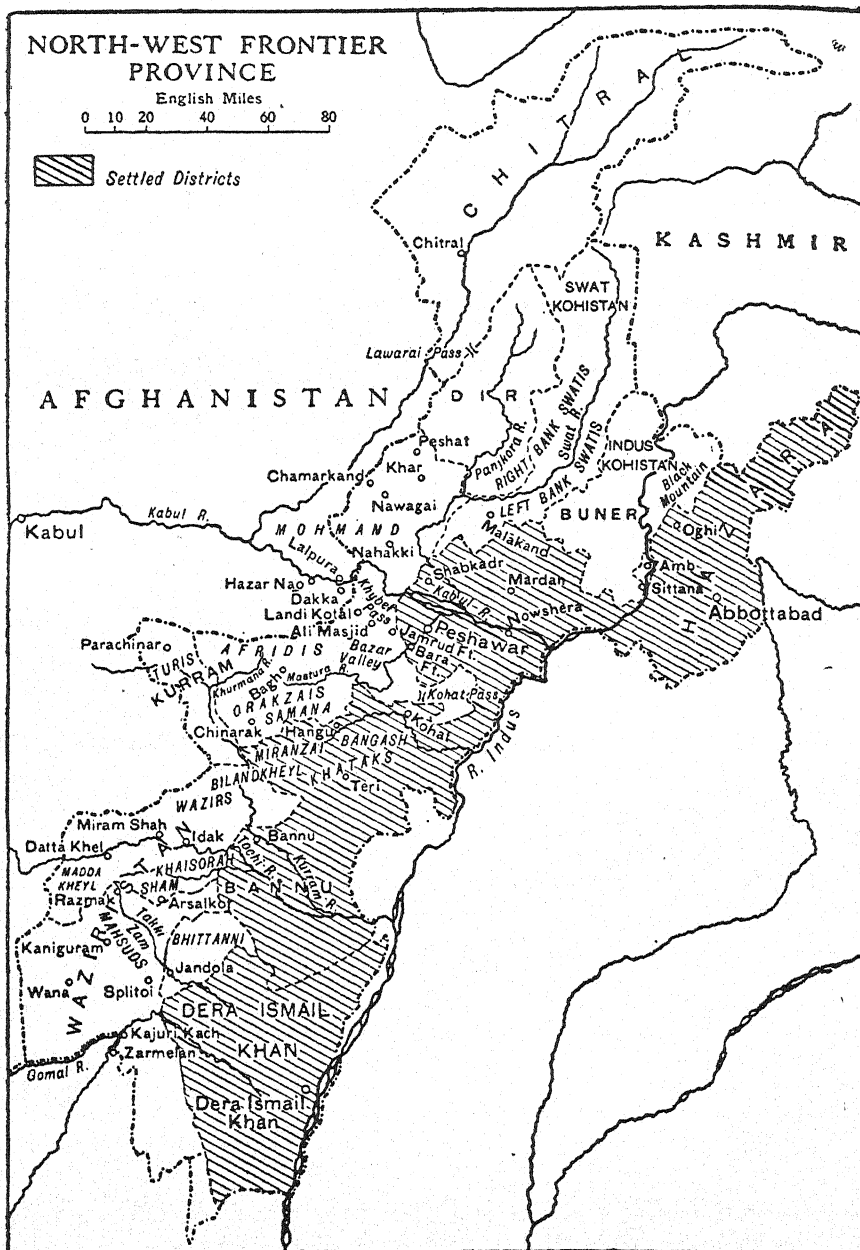 NORTH-WEST FRONTIER
PROVINCE
English Miles
0 10 20 40 60 80
Settled Districts
CHITRAL
Chitral
KASHMIR
SWAT
KOHISTAN
Lawarai Pass
AFGHANISTAN
DIR
Peshat
Khar
Chamarkand
Nawagai
Panjkora R.
RIGHT BANK SWATIS
Swat R.
LEFT BANK SWATIS
INDUS
KOHISTAN
Black
Mountain
HAZARA
Kabul
Kabul R.
MOHMAND
Nahakki
BUNER
Oghi
Malakand
Lalpura
Shabkadr
Amb
Hazar Nao
Mardan
Sittana
Dakka
Khyber
Pass
Kabul R.
Nowshera
Abbottabad
Landi Kotal
Ali Masjid
Peshawar
Jamrud Ft.
Parachinar
AFRIDIS
Bazar
Valley
Bara
Ft.
TURIS
KURRAM
Khurmana R.
Bagh
Mastura R.
Kohat Pass
ORAKZAIS
SAMANA
Kohat
Chinarak
Hangu
BANGASH
R. Indus
MIRANZAI
BILANDKHEYL
KHATAKS
Teri
WAZIRS
Miram Shah
Idak
Bannu
Datta Khel
Tochi R.
KHAISORAH
Kurram R.
MADDA
KHEYL
SHAM
BANNU
Razmak
Arsalkot
Takki
Zam
BHITTANNI
Kaniguram
MAHSUDS
Jandola
WAZIRISTAN
Wana
Splitoi
DERA ISMAIL
KHAN
Kajuri Kach
Zarmelan
Gomal R.
Dera Ismail
Khan